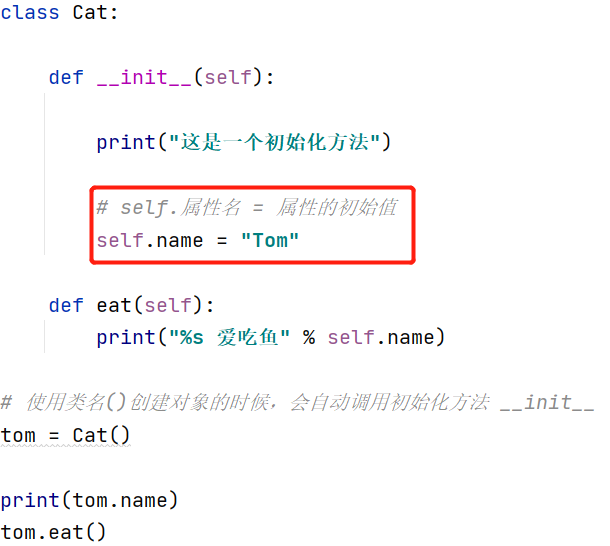 class Cat:
def __init__(self):
print("这是一个初始化方法")
# self.属性名 = 属性的初始值
self.name = "Tom"
def eat(self):
print("%s 爱吃鱼" % self.name)
# 使用类名()创建对象的时候，会自动调用初始化方法 __init__
tom = Cat()
print(tom.name)
tom.eat()